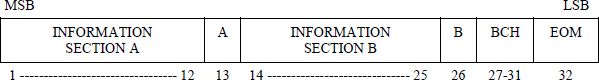 MSB LSB
INFORMATION SECTION A A INFORMATION SECTION B B BCH EOM
1 --------------------------------- 12 13 14 ------------------------------ 25 26 27-31 32